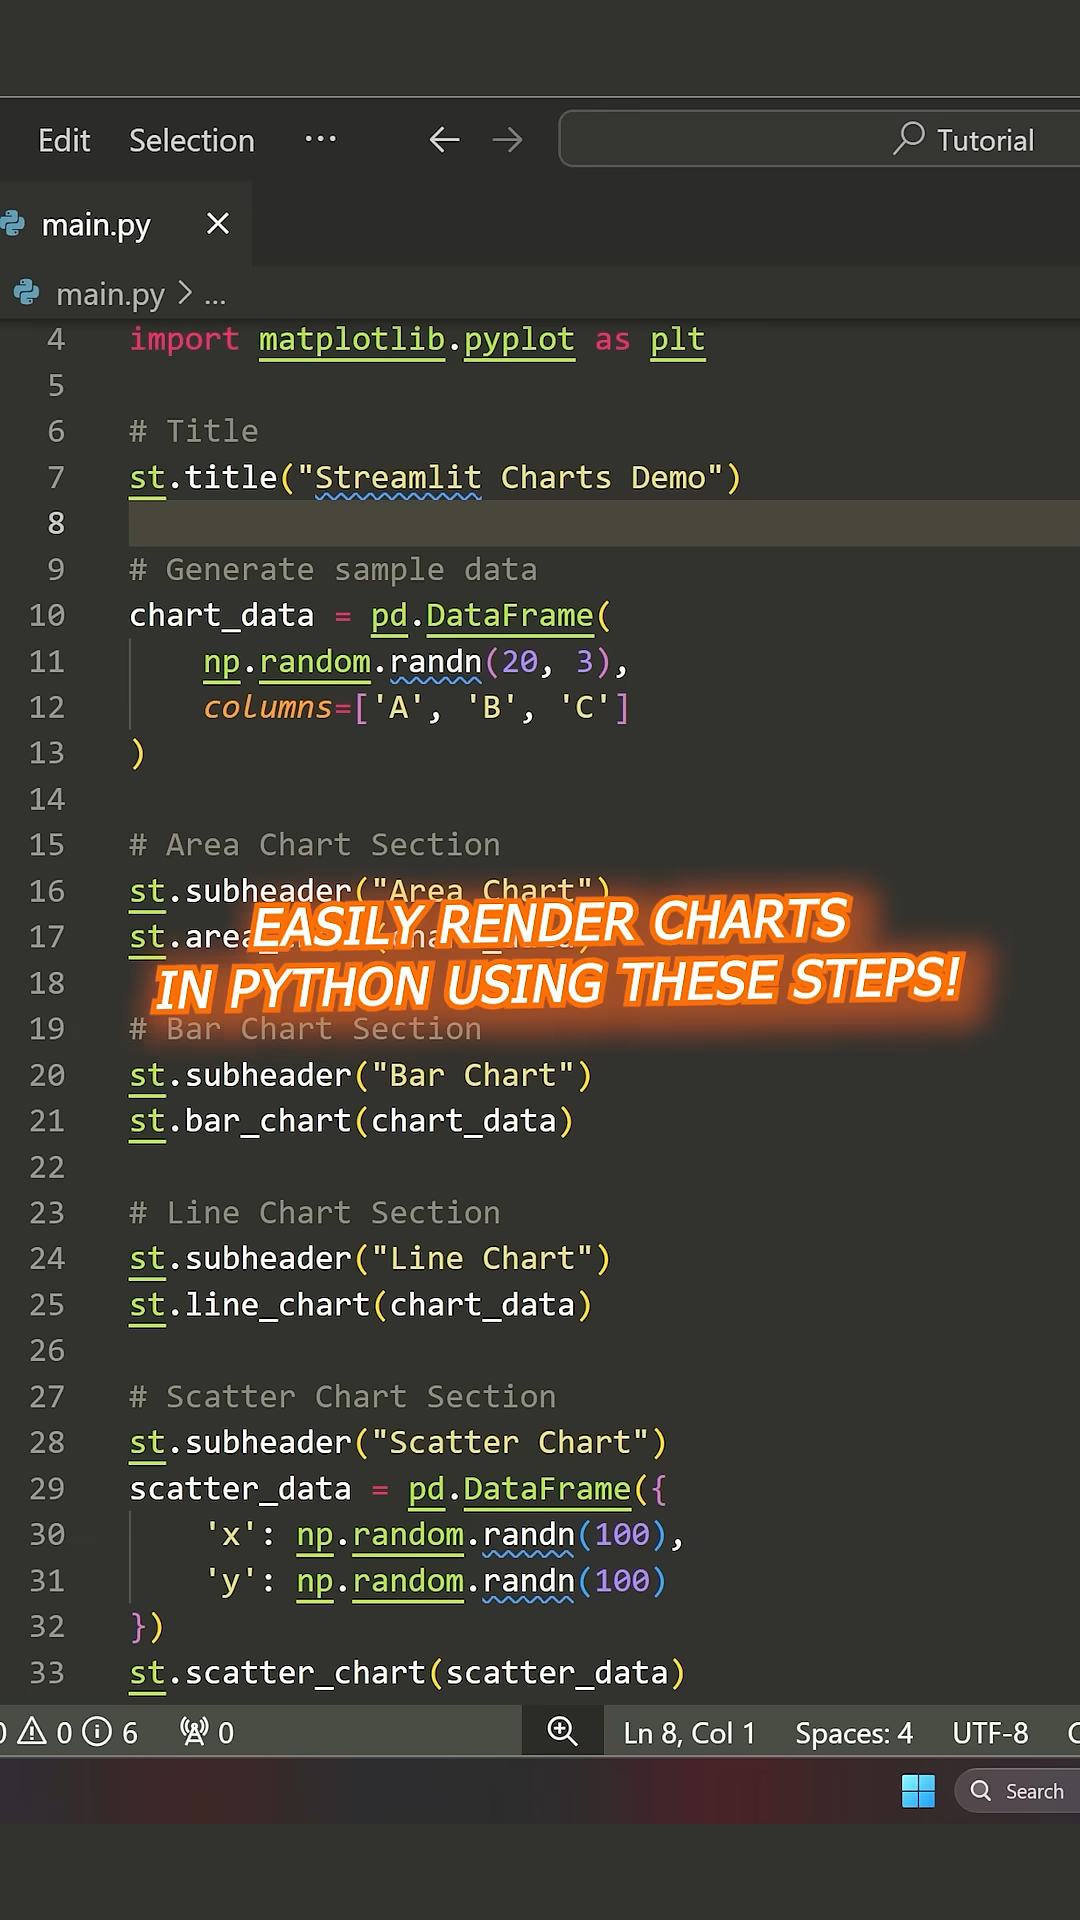 Edit Selection ··· ← → Tutorial
main.py ×
main.py > ...
4 import matplotlib.pyplot as plt
5
6 # Title
7 st.title("Streamlit Charts Demo")
8
9 # Generate sample data
10 chart_data = pd.DataFrame(
11 np.random.randn(20, 3),
12 columns=['A', 'B', 'C']
13 )
14
15 # Area Chart Section
16 st.subheader("Area Chart")
17 st.area
EASILY RENDER CHARTS
IN PYTHON USING THESE STEPS!
18
19 # Bar Chart Section
20 st.subheader("Bar Chart")
21 st.bar_chart(chart_data)
22
23 # Line Chart Section
24 st.subheader("Line Chart")
25 st.line_chart(chart_data)
26
27 # Scatter Chart Section
28 st.subheader("Scatter Chart")
29 scatter_data = pd.DataFrame({
30 'x': np.random.randn(100),
31 'y': np.random.randn(100)
32 })
33 st.scatter_chart(scatter_data)
0 6 0 Ln 8, Col 1 Spaces: 4 UTF-8
Search